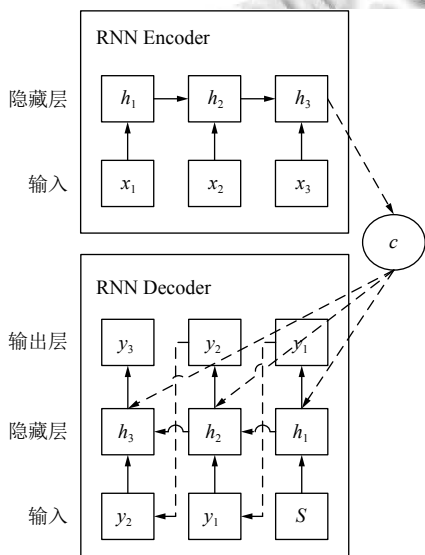 RNN Encoder
隐藏层 h₁ h₂ h₃
输入 x₁ x₂ x₃
c
RNN Decoder
输出层 y₃ y₂ y₁
隐藏层 h₃ h₂ h₁
输入 y₂ y₁ S